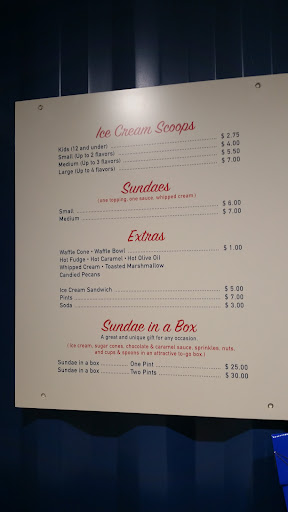 Ice Cream Scoops
Kids (12 and under) $ 2.75
Small (Up to 2 flavors) $ 4.00
Medium (Up to 3 flavors) $ 5.50
Large (Up to 4 flavors) $ 7.00
Sundaes
(one topping, one sauce, whipped cream)
Small $ 6.00
Medium $ 7.00
Extras
Waffle Cone • Waffle Bowl $ 1.00
Hot Fudge • Hot Caramel • Hot Olive Oil
Whipped Cream • Toasted Marshmallow
Candied Pecans
Ice Cream Sandwich $ 5.00
Pints $ 7.00
Soda $ 3.00
Sundae in a Box
A great and unique gift for any occasion
(ice cream, sugar cones, chocolate & caramel sauce, sprinkles, nuts,
and cups & spoons in an attractive to-go box.)
Sundae in a box One Pint $ 25.00
Sundae in a box Two Pints $ 30.00